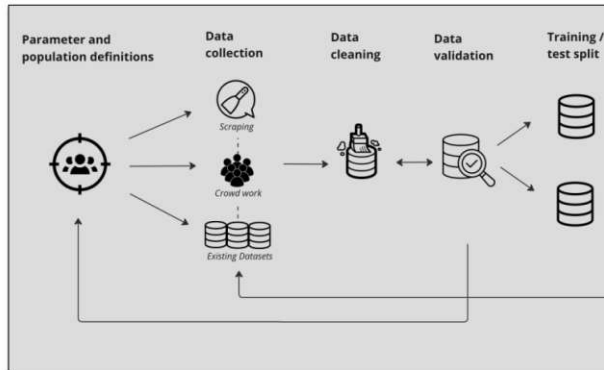 Parameter and
population definitions
Data
collection
Data
cleaning
Data
validation
Training /
test split
Scraping
Crowd work
Existing Datasets